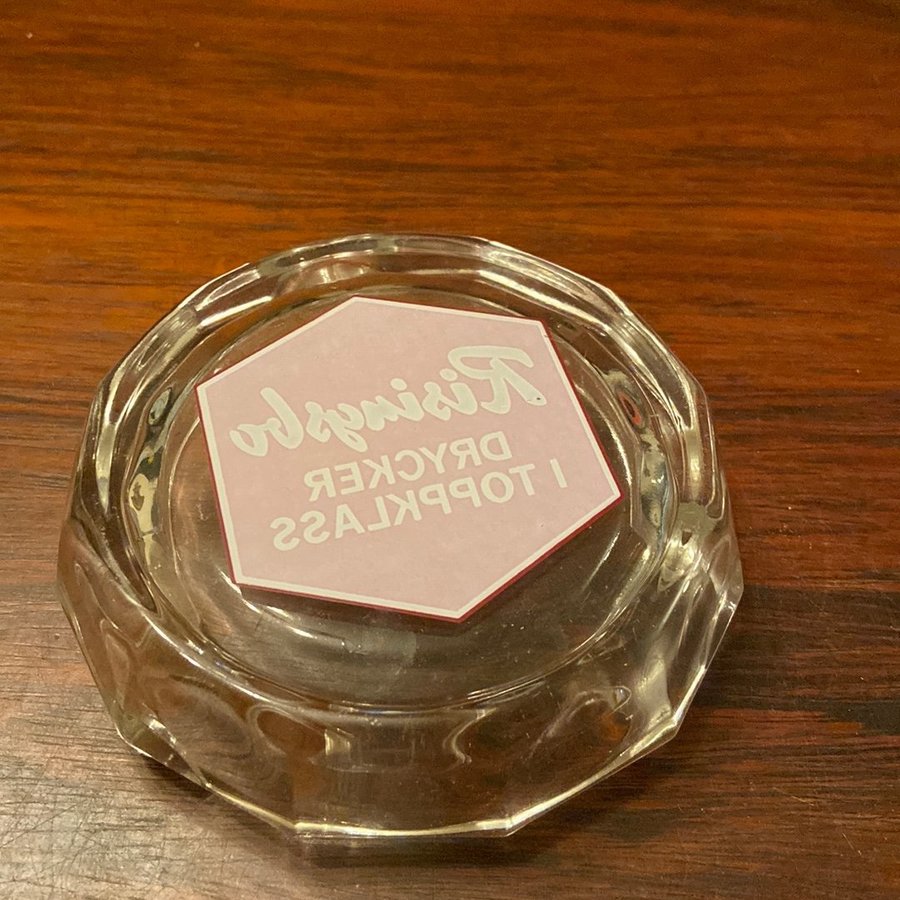 Risingsbo
DRYCKER
I TOPPKLASS